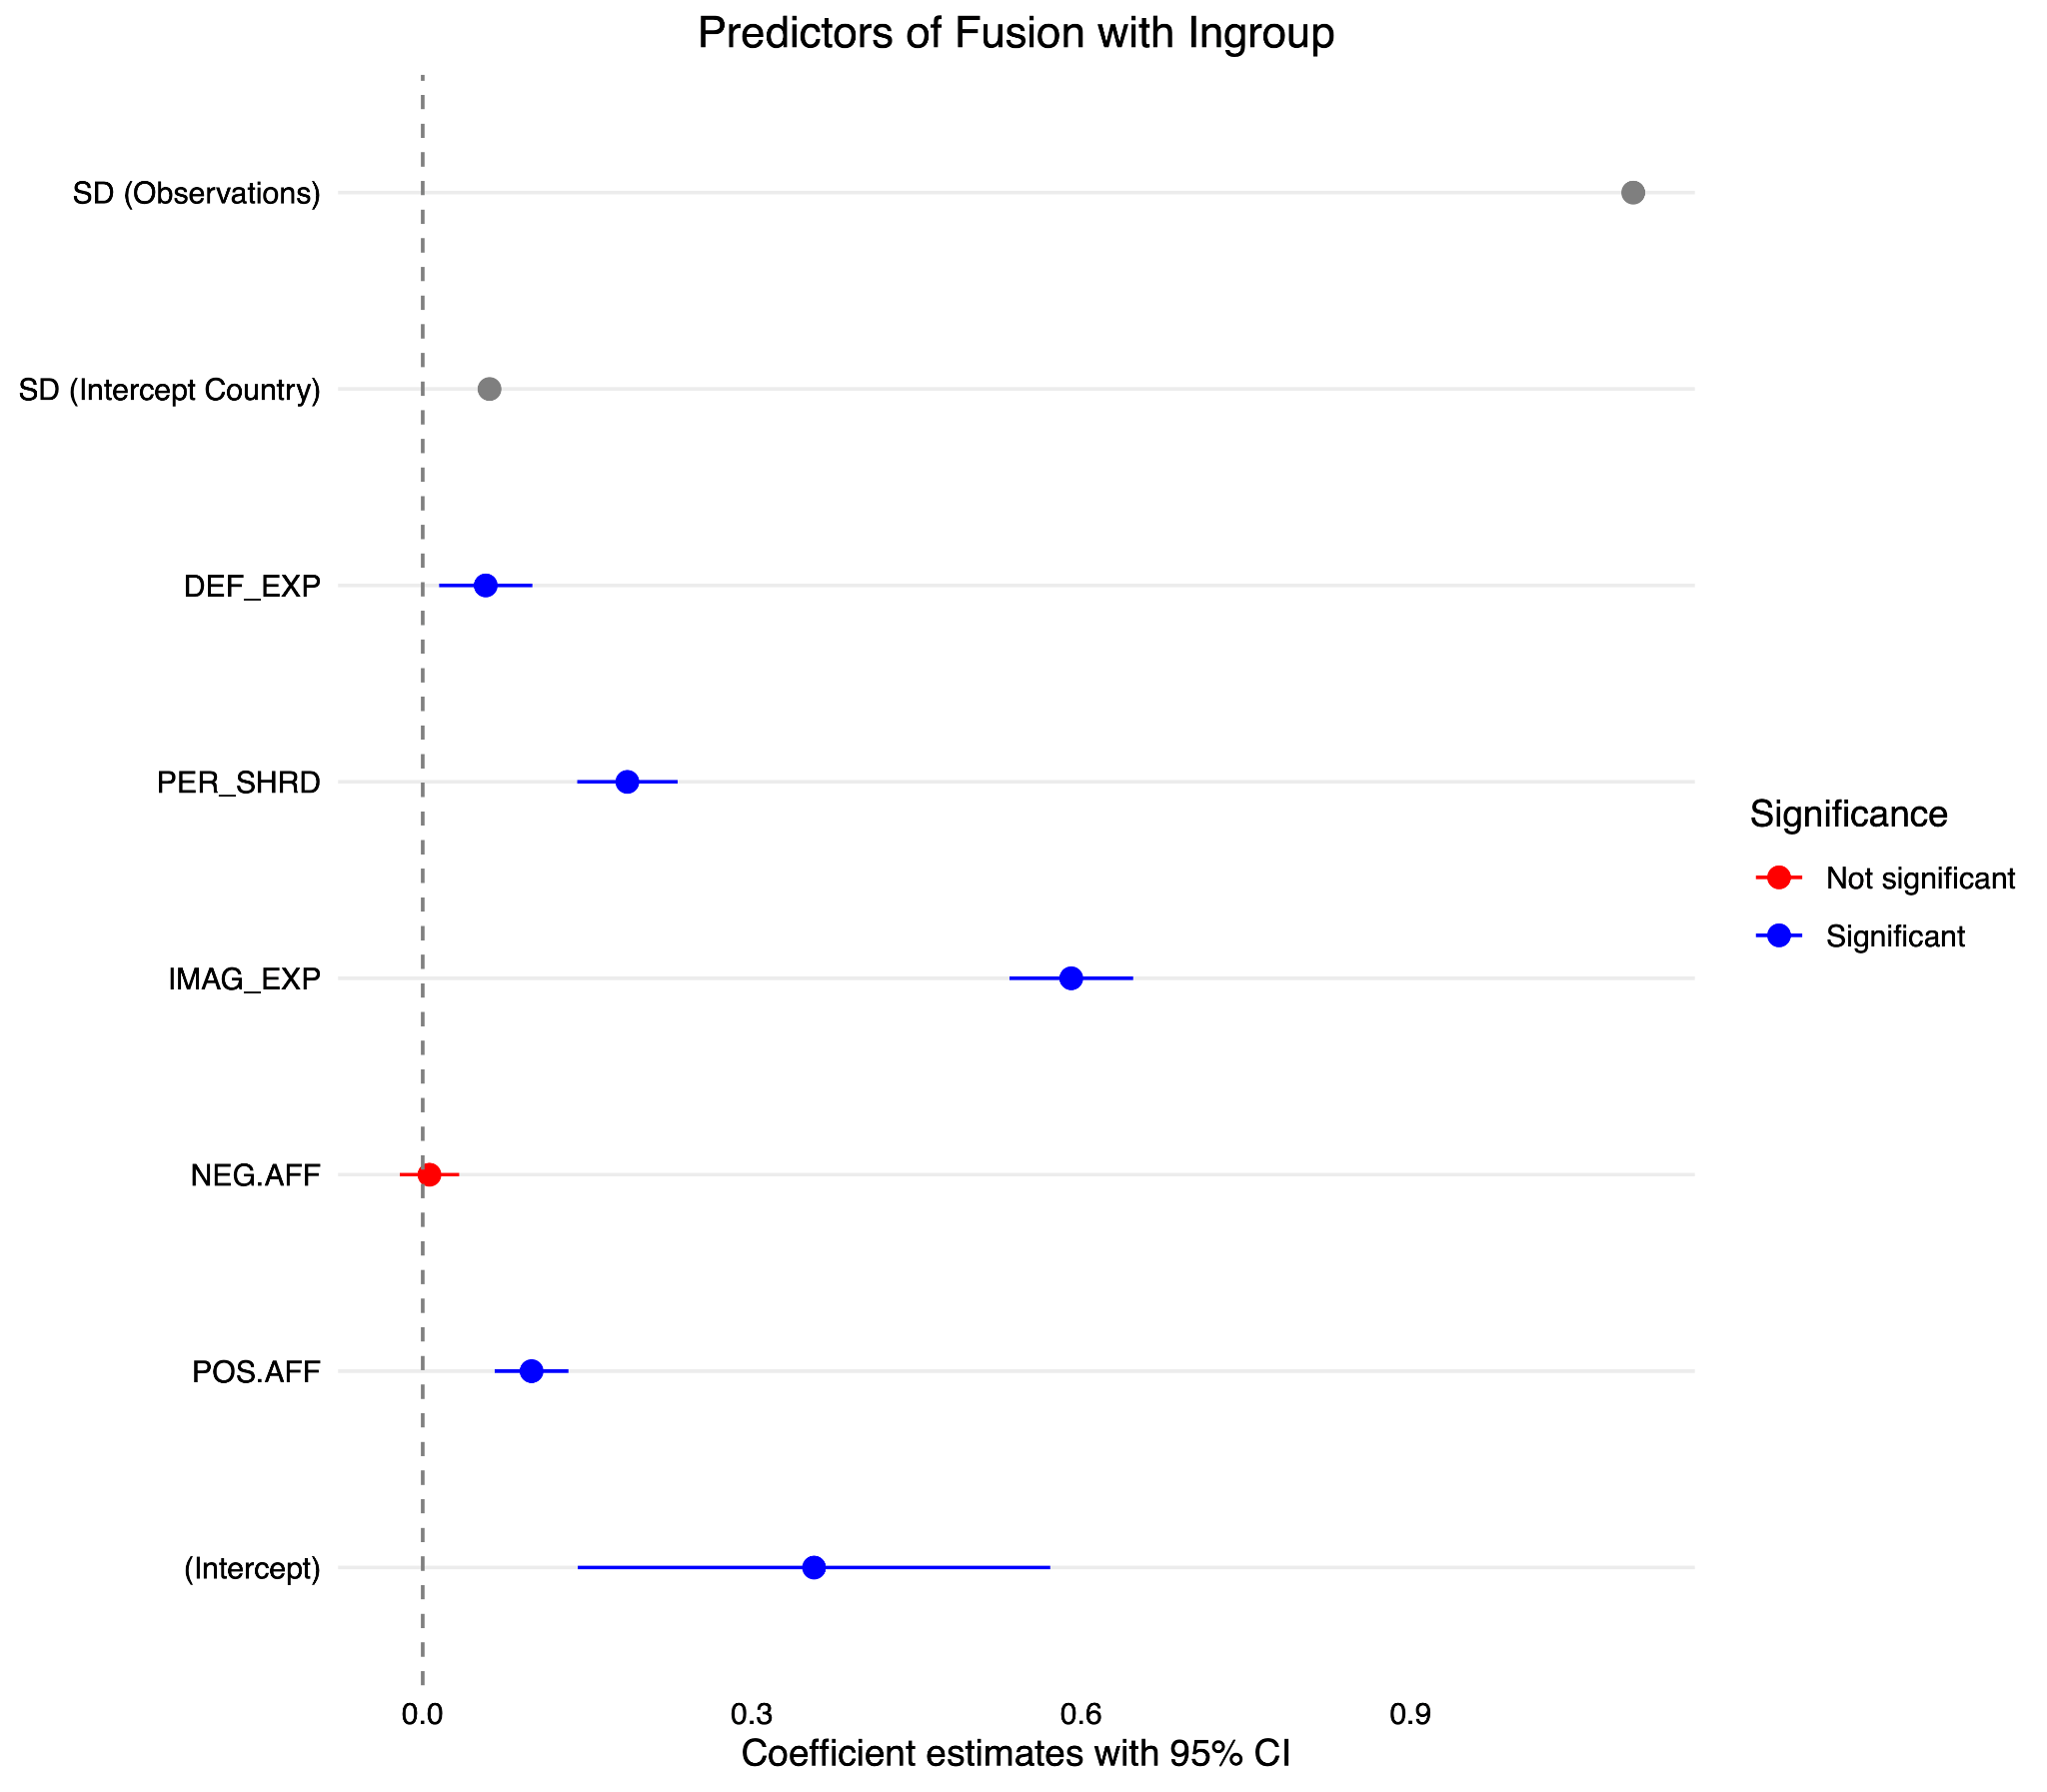 Predictors of Fusion with Ingroup
SD (Observations)
SD (Intercept Country)
DEF_EXP
PER_SHRD
IMAG_EXP
NEG.AFF
POS.AFF
(Intercept)
0.0 0.3 0.6 0.9
Coefficient estimates with 95% CI
Significance
Not significant
Significant